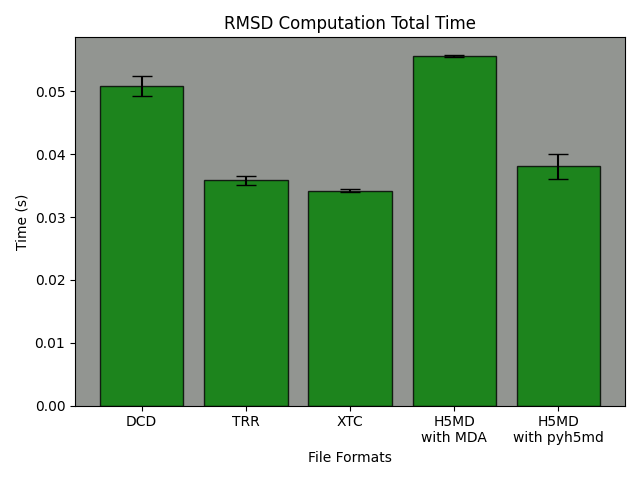 RMSD Computation Total Time
Time (s)
0.05
0.04
0.03
0.02
0.01
0.00
DCD
TRR
XTC
H5MD
with MDA
H5MD
with pyh5md
File Formats